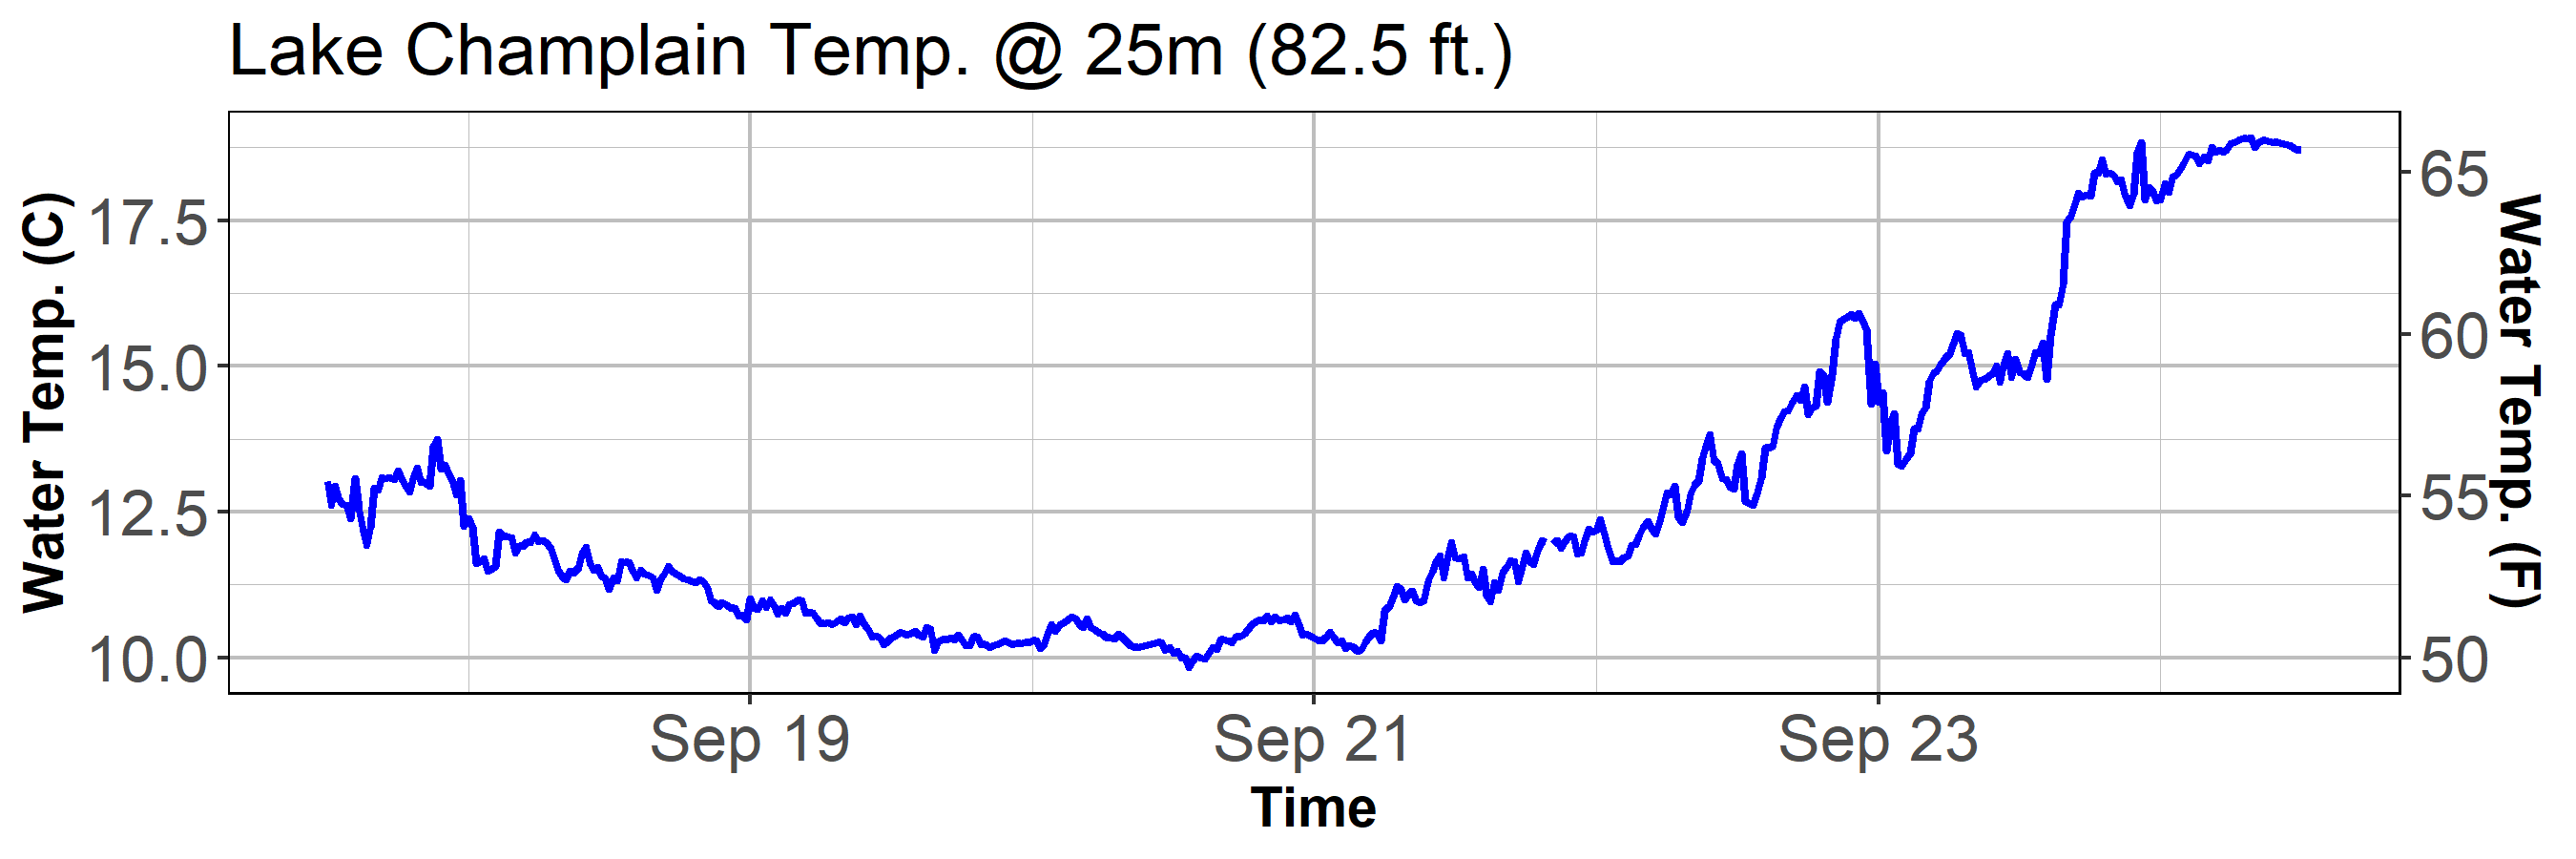 Lake Champlain Temp. @ 25m (82.5 ft.)
Water Temp. (C)
17.5
15.0
12.5
10.0
65
60
55
50
Water Temp. (F)
Sep 19
Sep 21
Sep 23
Time